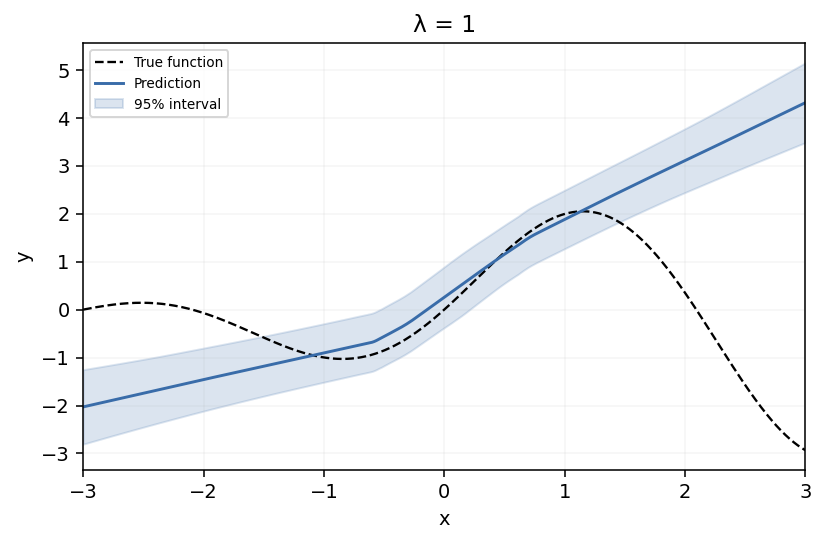 λ = 1
True function
Prediction
95% interval
5
4
3
2
1
0
−1
−2
−3
y
−3 −2 −1 0 1 2 3
x